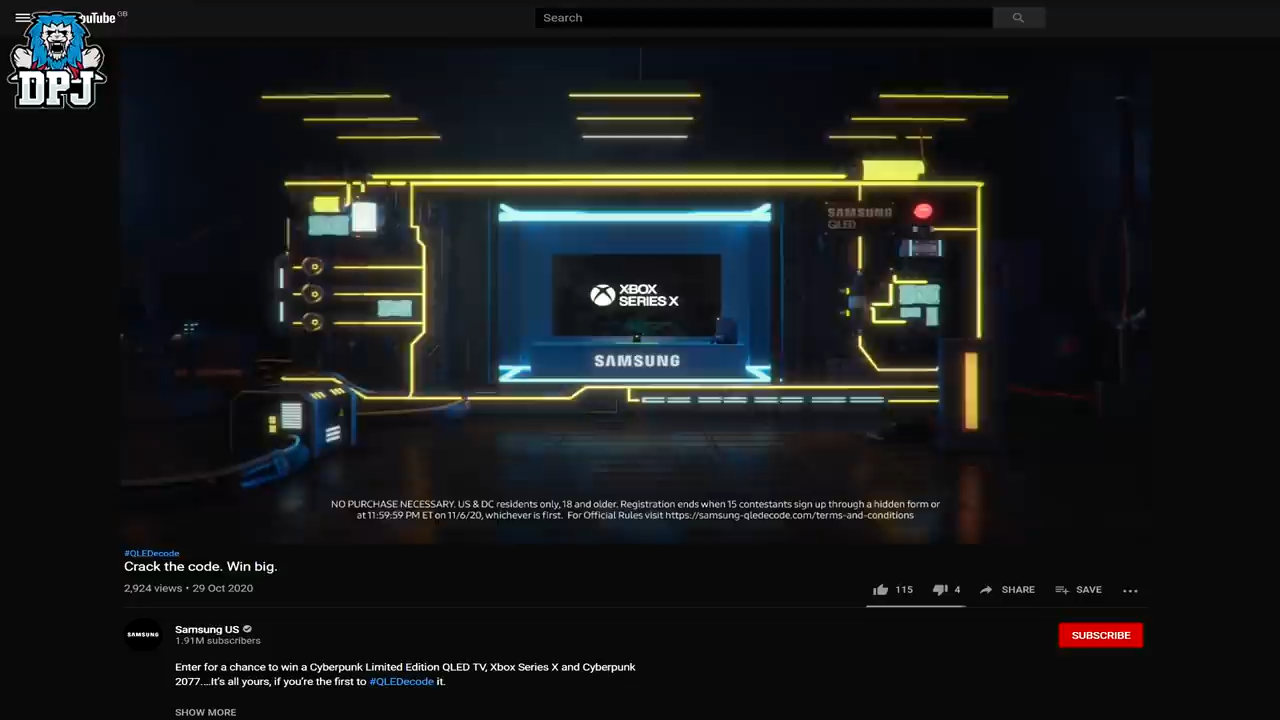 uTube GB
Search
DPJ
SAMSUNG
QLED
XBOX
SERIES X
SAMSUNG
NO PURCHASE NECESSARY. US & DC residents only, 18 and older. Registration ends when 15 contestants sign up through a hidden form or
at 11:59:59 PM ET on 11/6/20, whichever is first. For Official Rules visit https://samsung-qledecode.com/terms-and-conditions
#QLEDecode
Crack the code. Win big.
2,924 views • 29 Oct 2020
115 4 SHARE SAVE
SAMSUNG
Samsung US
1.91M subscribers
SUBSCRIBE
Enter for a chance to win a Cyberpunk Limited Edition QLED TV, Xbox Series X and Cyberpunk
2077....It's all yours, if you're the first to #QLEDecode it.
SHOW MORE